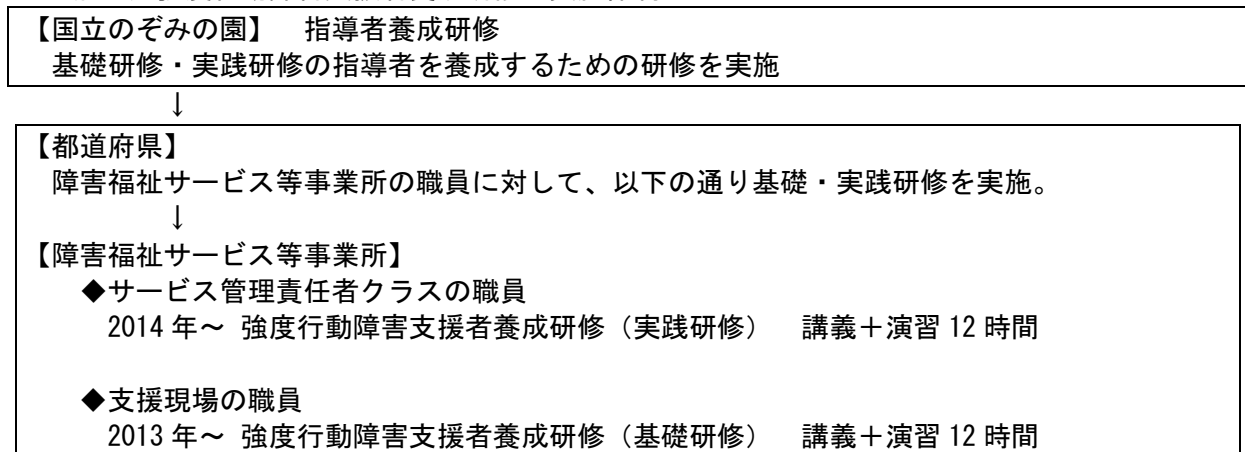 【国立のぞみの園】　指導者養成研修
基礎研修・実践研修の指導者を養成するための研修を実施
↓
【都道府県】
障害福祉サービス等事業所の職員に対して、以下の通り基礎・実践研修を実施。
↓
【障害福祉サービス等事業所】
◆サービス管理責任者クラスの職員
2014 年～ 強度行動障害支援者養成研修（実践研修）　講義＋演習 12 時間
◆支援現場の職員
2013 年～ 強度行動障害支援者養成研修（基礎研修）　講義＋演習 12 時間